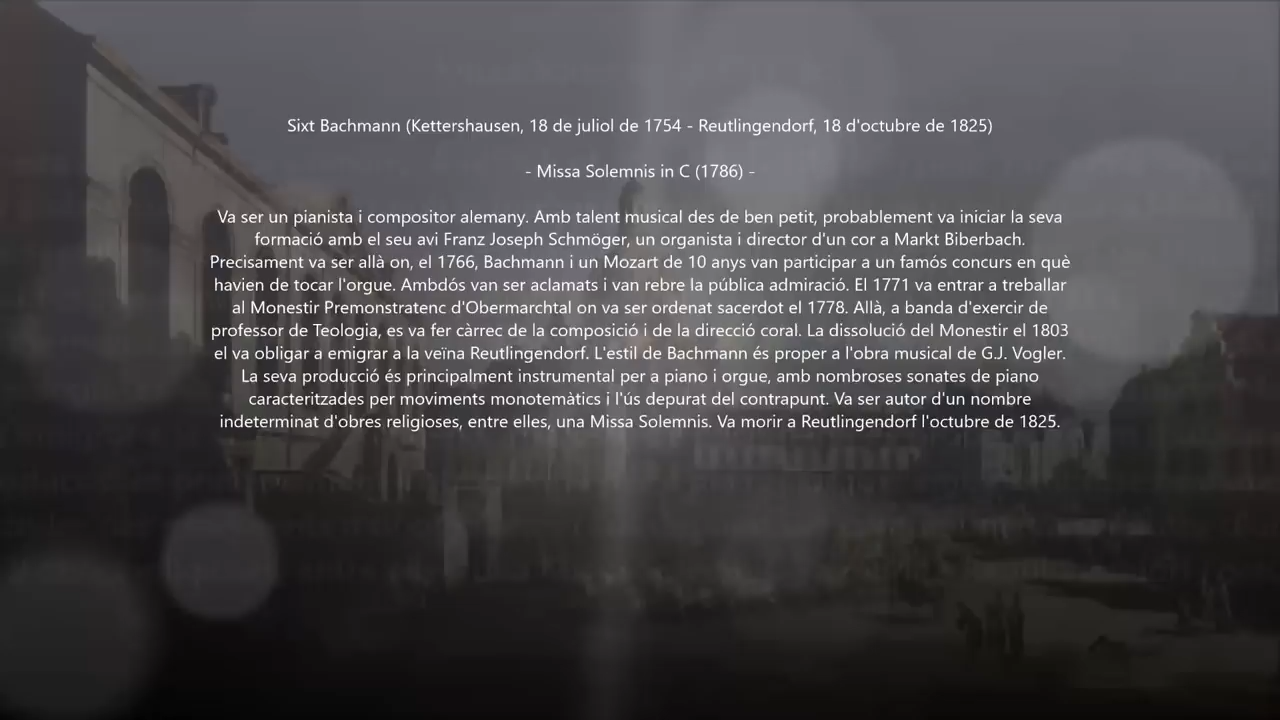 Sixt Bachmann (Kettershausen, 18 de juliol de 1754 - Reutlingendorf, 18 d'octubre de 1825)
- Missa Solemnis in C (1786) -
Va ser un pianista i compositor alemany. Amb talent musical des de ben petit, probablement va iniciar la seva
formació amb el seu avi Franz Joseph Schmöger, un organista i director d'un cor a Markt Biberbach.
Precisament va ser allà on, el 1766, Bachmann i un Mozart de 10 anys van participar a un famós concurs en què
havien de tocar l'orgue. Ambdós van ser aclamats i van rebre la pública admiració. El 1771 va entrar a treballar
al Monestir Premonstratenc d'Obermarchtal on va ser ordenat sacerdot el 1778. Allà, a banda d'exercir de
professor de Teologia, es va fer càrrec de la composició i de la direcció coral. La dissolució del Monestir el 1803
el va obligar a emigrar a la veïna Reutlingendorf. L'estil de Bachmann és proper a l'obra musical de G.J. Vogler.
La seva producció és principalment instrumental per a piano i orgue, amb nombroses sonates de piano
caracteritzades per moviments monotemàtics i l'ús depurat del contrapunt. Va ser autor d'un nombre
indeterminat d'obres religioses, entre elles, una Missa Solemnis. Va morir a Reutlingendorf l'octubre de 1825.